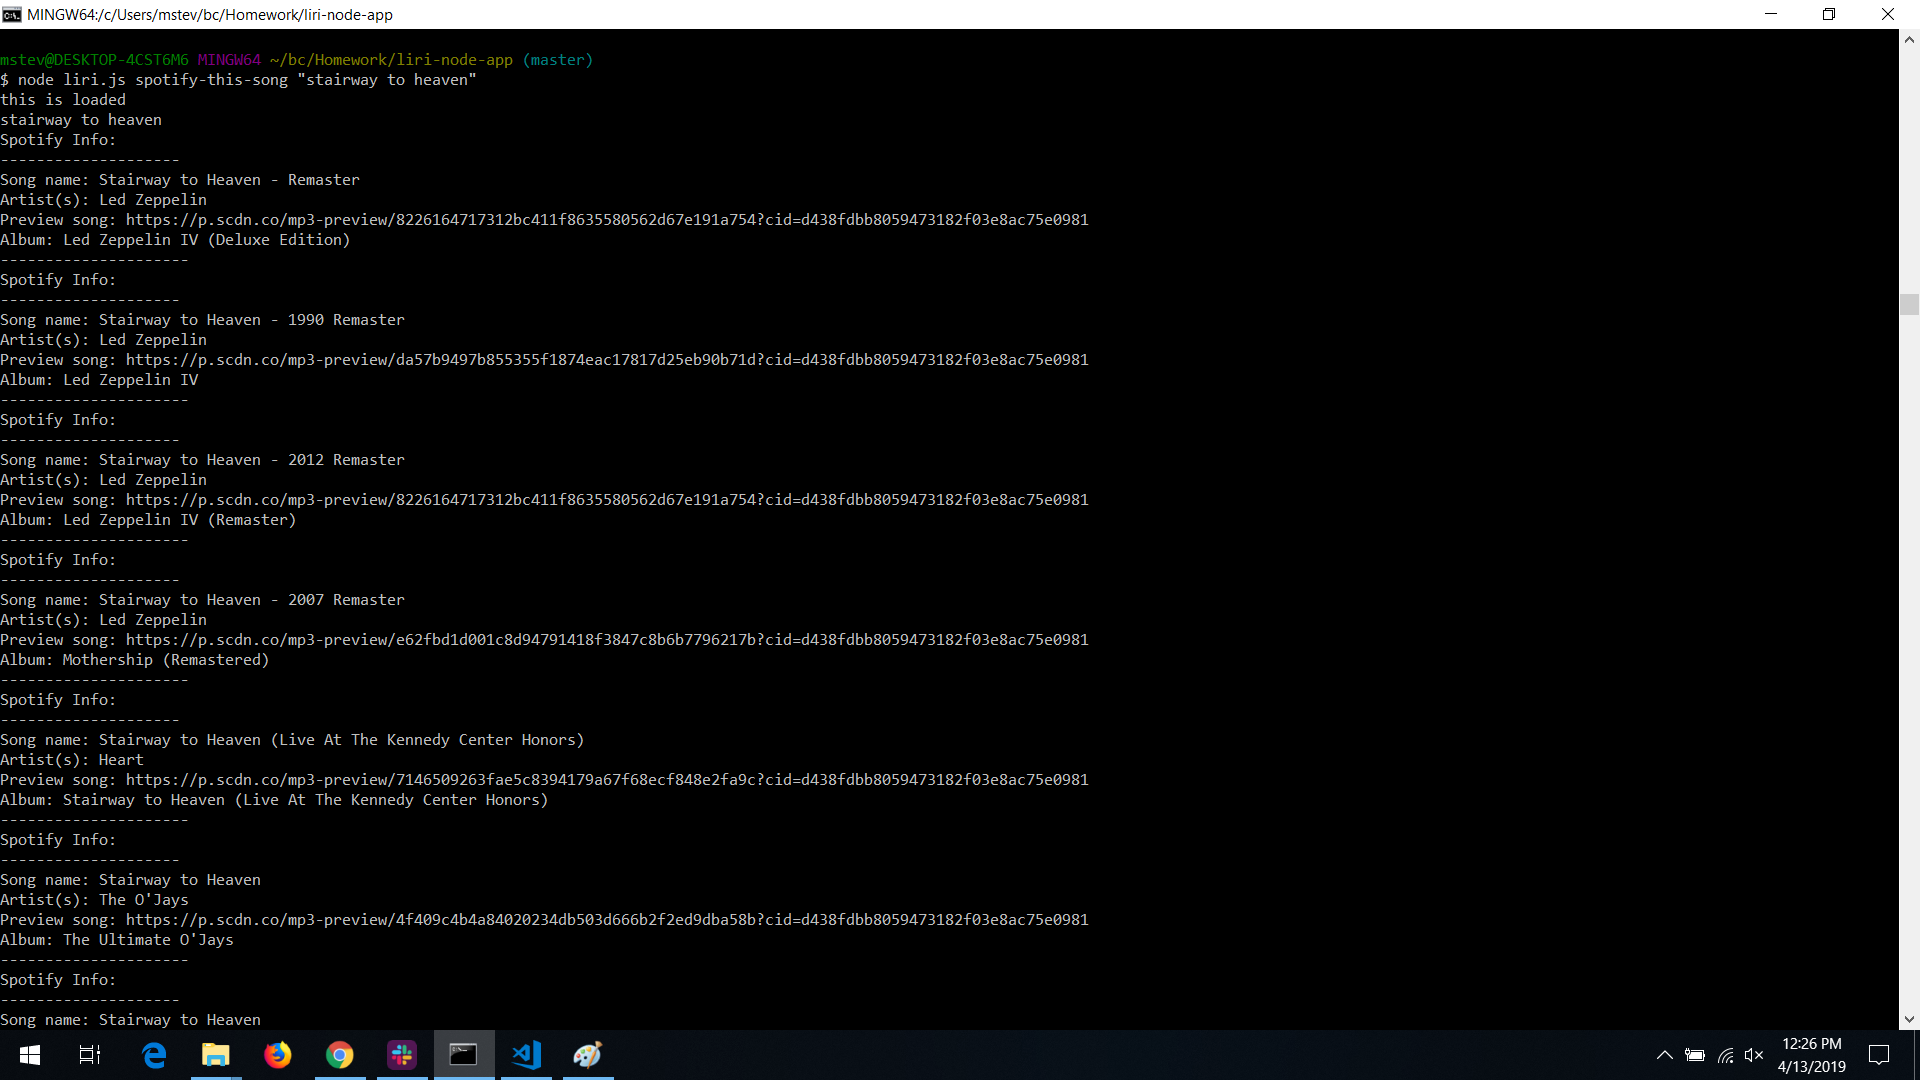 MINGW64:/c/Users/mstev/bc/Homework/liri-node-app
mstev@DESKTOP-4CST6M6 MINGW64 ~/bc/Homework/liri-node-app (master)
$ node liri.js spotify-this-song "stairway to heaven"
this is loaded
stairway to heaven
Spotify Info:
--------------------
Song name: Stairway to Heaven - Remaster
Artist(s): Led Zeppelin
Preview song: https://p.scdn.co/mp3-preview/8226164717312bc411f8635580562d67e191a754?cid=d438fdbb8059473182f03e8ac75e0981
Album: Led Zeppelin IV (Deluxe Edition)
---------------------
Spotify Info:
--------------------
Song name: Stairway to Heaven - 1990 Remaster
Artist(s): Led Zeppelin
Preview song: https://p.scdn.co/mp3-preview/da57b9497b855355f1874eac17817d25eb90b71d?cid=d438fdbb8059473182f03e8ac75e0981
Album: Led Zeppelin IV
---------------------
Spotify Info:
--------------------
Song name: Stairway to Heaven - 2012 Remaster
Artist(s): Led Zeppelin
Preview song: https://p.scdn.co/mp3-preview/8226164717312bc411f8635580562d67e191a754?cid=d438fdbb8059473182f03e8ac75e0981
Album: Led Zeppelin IV (Remaster)
---------------------
Spotify Info:
--------------------
Song name: Stairway to Heaven - 2007 Remaster
Artist(s): Led Zeppelin
Preview song: https://p.scdn.co/mp3-preview/e62fbd1d001c8d94791418f3847c8b6b7796217b?cid=d438fdbb8059473182f03e8ac75e0981
Album: Mothership (Remastered)
---------------------
Spotify Info:
--------------------
Song name: Stairway to Heaven (Live At The Kennedy Center Honors)
Artist(s): Heart
Preview song: https://p.scdn.co/mp3-preview/7146509263fae5c8394179a67f68ecf848e2fa9c?cid=d438fdbb8059473182f03e8ac75e0981
Album: Stairway to Heaven (Live At The Kennedy Center Honors)
---------------------
Spotify Info:
--------------------
Song name: Stairway to Heaven
Artist(s): The O'Jays
Preview song: https://p.scdn.co/mp3-preview/4f409c4b4a84020234db503d666b2f2ed9dba58b?cid=d438fdbb8059473182f03e8ac75e0981
Album: The Ultimate O'Jays
---------------------
Spotify Info:
--------------------
Song name: Stairway to Heaven
12:26 PM
4/13/2019